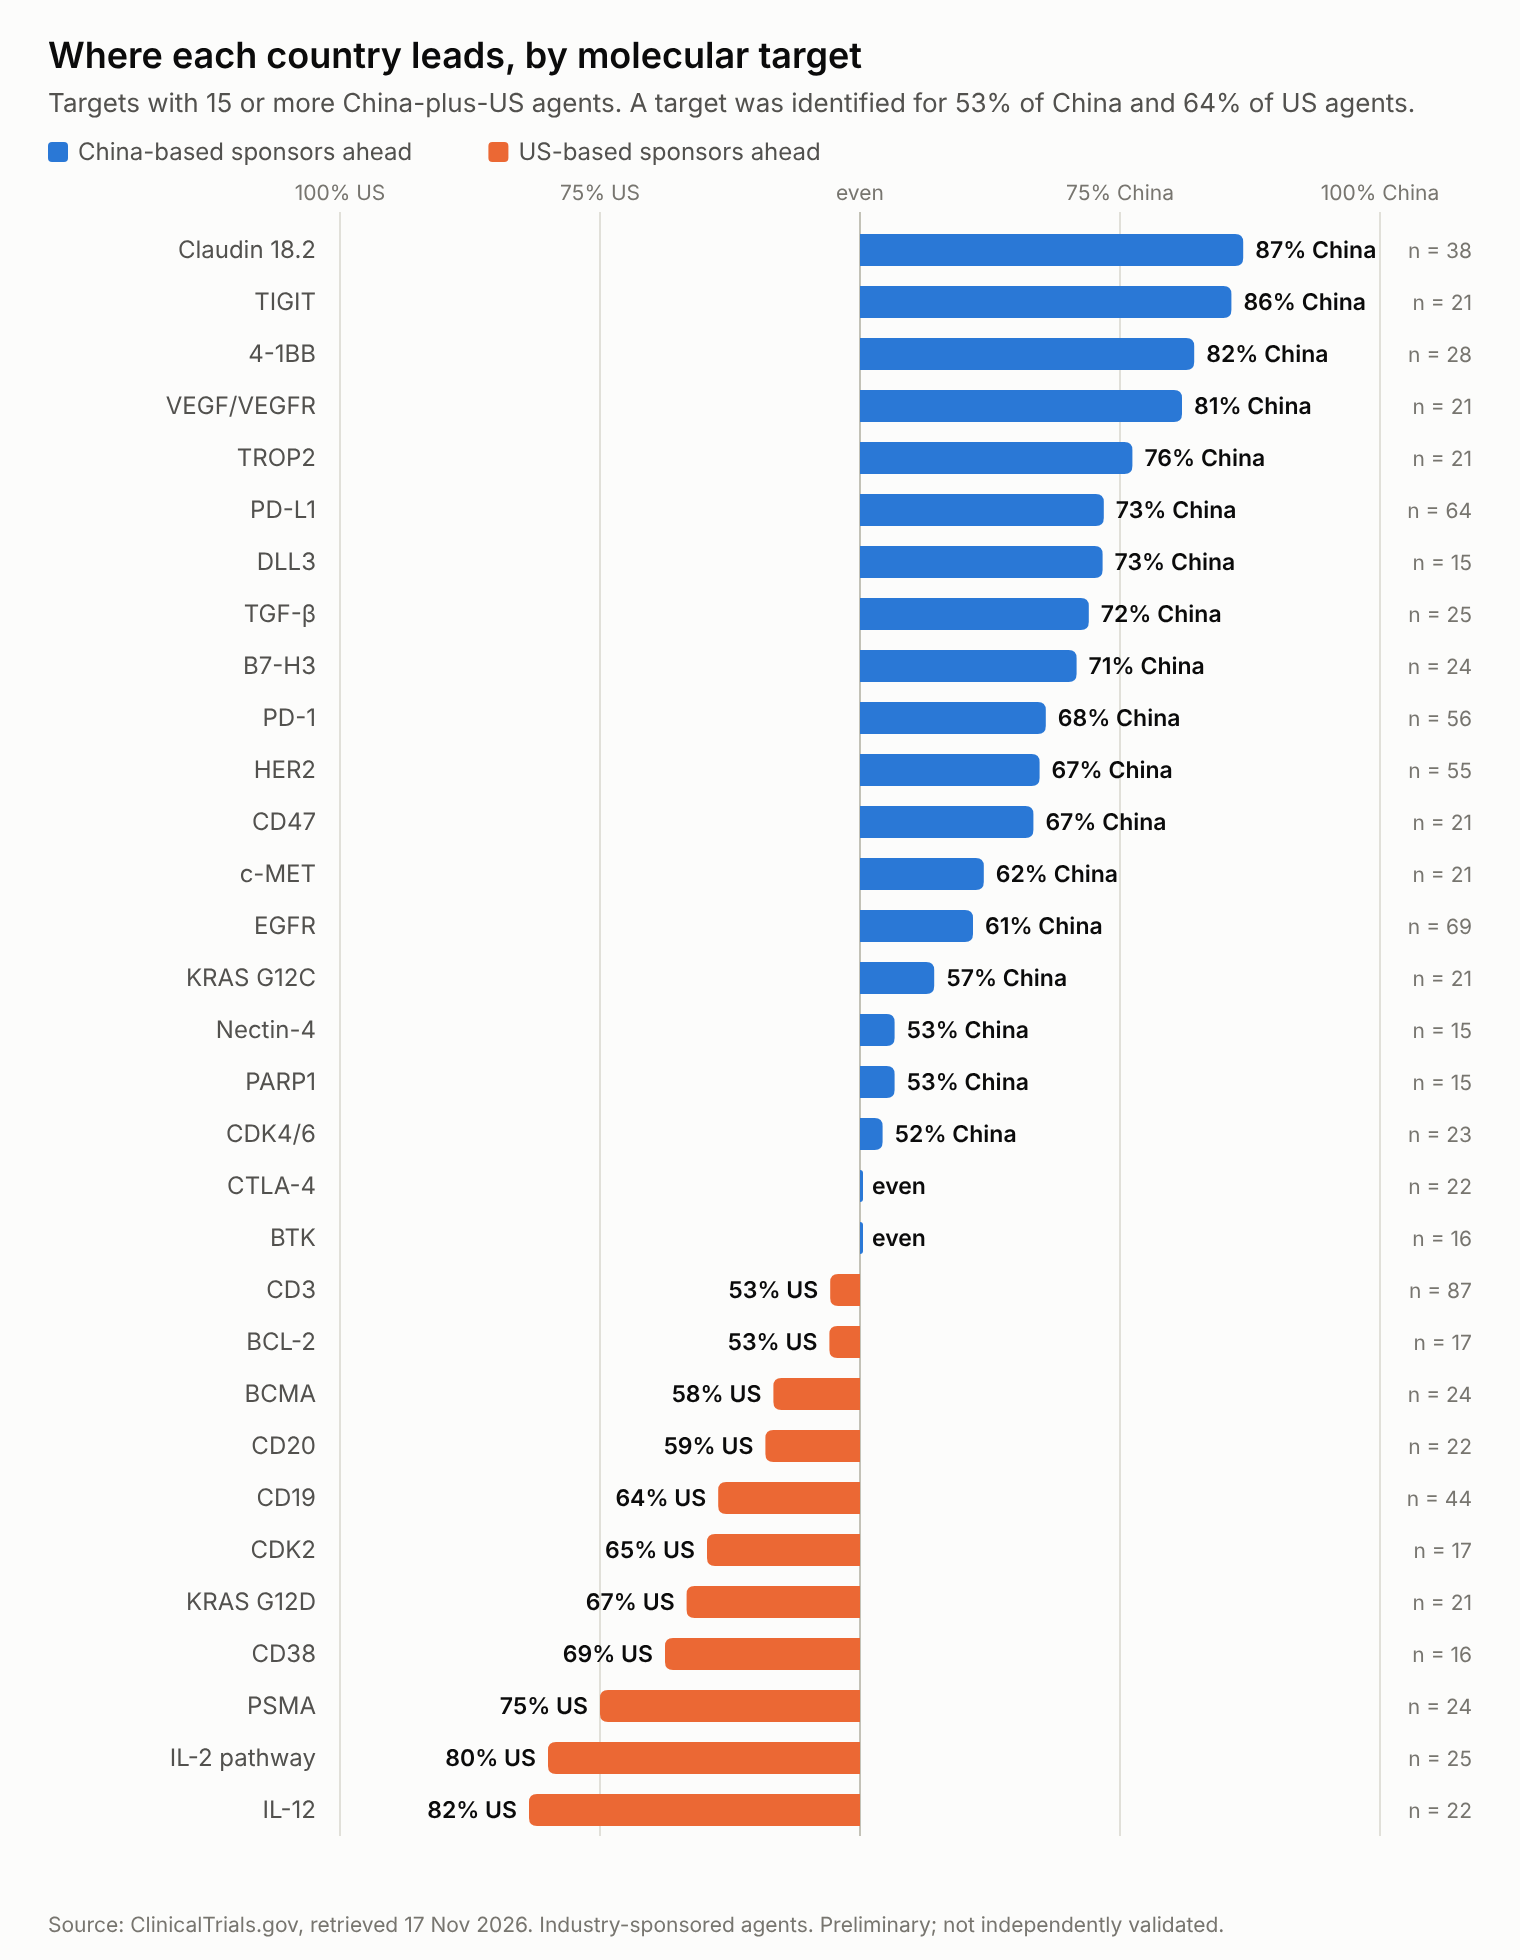 Where each country leads, by molecular target
Targets with 15 or more China-plus-US agents. A target was identified for 53% of China and 64% of US agents.
China-based sponsors ahead US-based sponsors ahead
100% US 75% US even 75% China 100% China
Claudin 18.2 87% China n = 38
TIGIT 86% China n = 21
4-1BB 82% China n = 28
VEGF/VEGFR 81% China n = 21
TROP2 76% China n = 21
PD-L1 73% China n = 64
DLL3 73% China n = 15
TGF-β 72% China n = 25
B7-H3 71% China n = 24
PD-1 68% China n = 56
HER2 67% China n = 55
CD47 67% China n = 21
c-MET 62% China n = 21
EGFR 61% China n = 69
KRAS G12C 57% China n = 21
Nectin-4 53% China n = 15
PARP1 53% China n = 15
CDK4/6 52% China n = 23
CTLA-4 even n = 22
BTK even n = 16
CD3 53% US n = 87
BCL-2 53% US n = 17
BCMA 58% US n = 24
CD20 59% US n = 22
CD19 64% US n = 44
CDK2 65% US n = 17
KRAS G12D 67% US n = 21
CD38 69% US n = 16
PSMA 75% US n = 24
IL-2 pathway 80% US n = 25
IL-12 82% US n = 22
Source: ClinicalTrials.gov, retrieved 17 Nov 2026. Industry-sponsored agents. Preliminary; not independently validated.